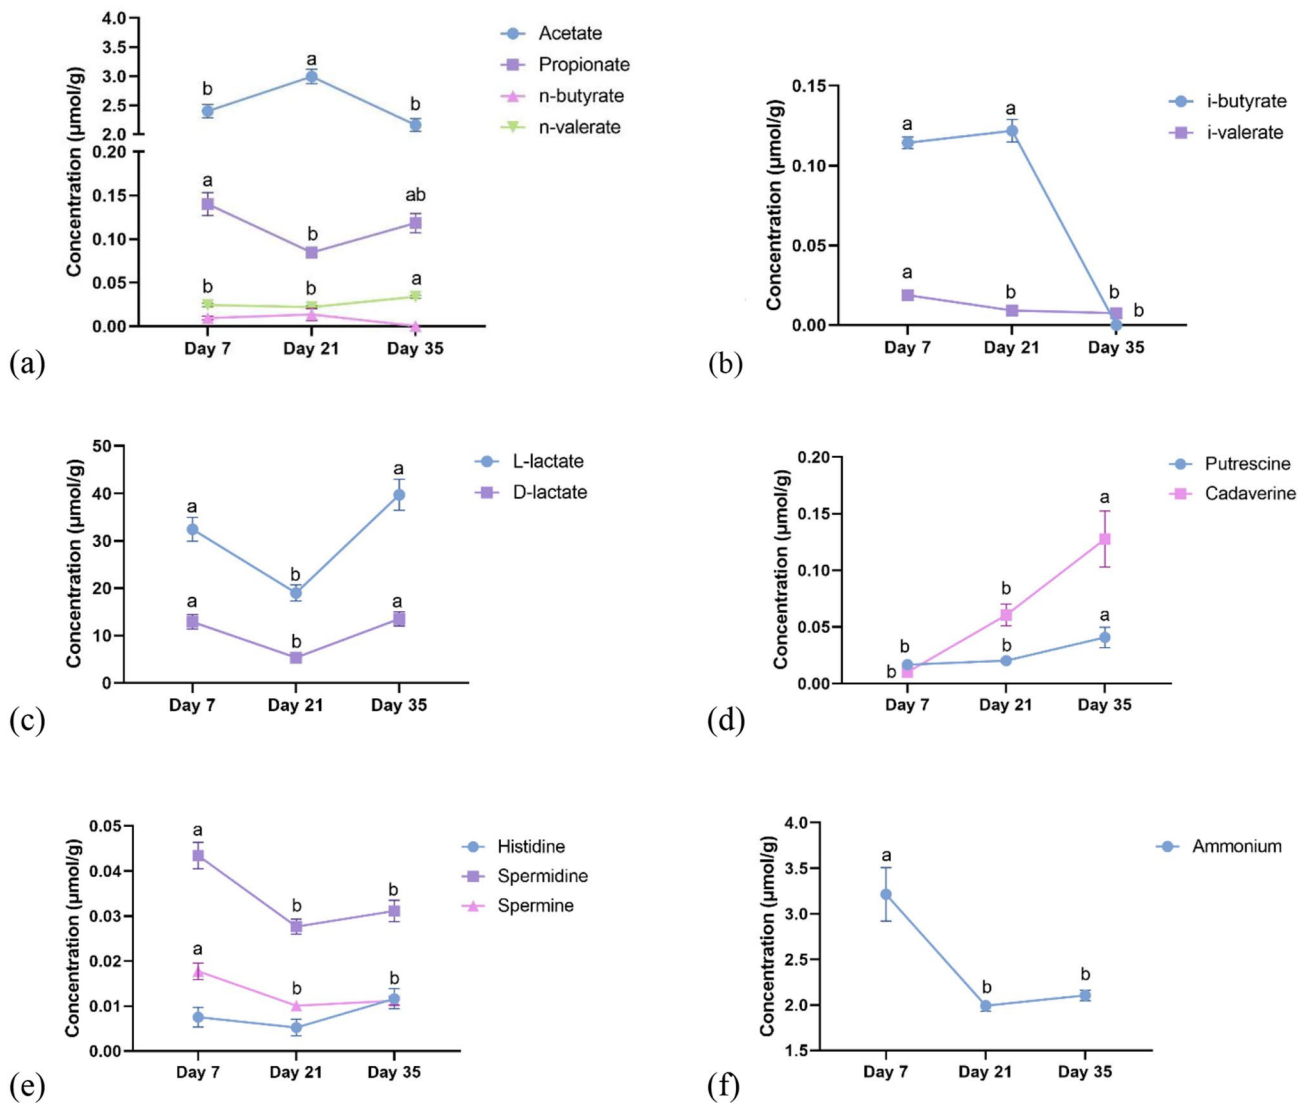 4.0
3.5
3.0
2.5
2.0
0.20
0.15
0.10
0.05
0.00
Concentration (μmol/g)
b
a
b
a
b
ab
b
b
a
Day 7 Day 21 Day 35
Acetate
Propionate
n-butyrate
n-valerate
(a)
0.15
0.10
0.05
0.00
Concentration (μmol/g)
a
a
a
b
b
b
Day 7 Day 21 Day 35
i-butyrate
i-valerate
(b)
50
40
30
20
10
0
Concentration (μmol/g)
a
b
a
a
b
a
Day 7 Day 21 Day 35
L-lactate
D-lactate
(c)
0.20
0.15
0.10
0.05
0.00
Concentration (μmol/g)
a
b
a
b
b
b
Day 7 Day 21 Day 35
Putrescine
Cadaverine
(d)
0.05
0.04
0.03
0.02
0.01
0.00
Concentration (μmol/g)
a
b
b
a
b
b
Day 7 Day 21 Day 35
Histidine
Spermidine
Spermine
(e)
4.0
3.5
3.0
2.5
2.0
1.5
Concentration (μmol/g)
a
b
b
Day 7 Day 21 Day 35
Ammonium
(f)